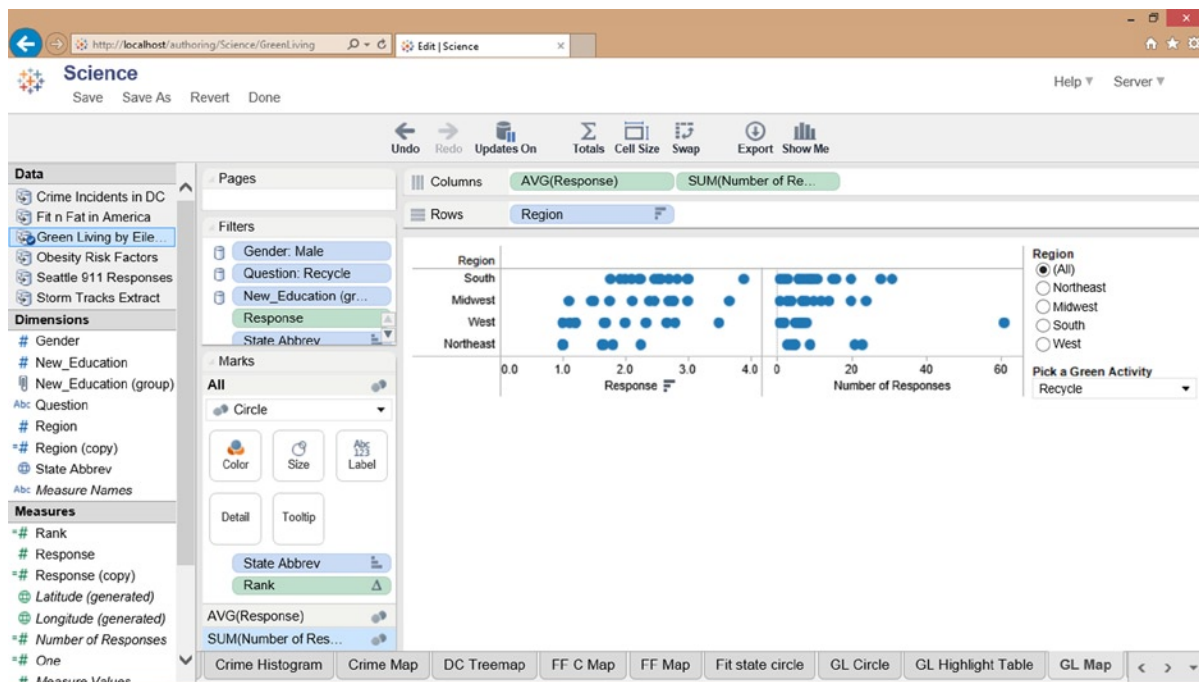 http://localhost/authoring/Science/GreenLiving
Edit | Science
Science
Save Save As Revert Done
Help Server
Undo Redo Updates On Totals Cell Size Swap Export Show Me
Data
Crime Incidents in DC
Fit n Fat in America
Green Living by Eile...
Obesity Risk Factors
Seattle 911 Responses
Storm Tracks Extract
Dimensions
# Gender
# New_Education
New_Education (group)
Abc Question
# Region
=# Region (copy)
State Abbrev
Abc Measure Names
Measures
=# Rank
# Response
=# Response (copy)
Latitude (generated)
Longitude (generated)
=# Number of Responses
=# One
# Measure Values
Pages
Filters
Gender: Male
Question: Recycle
New_Education (gr...
Response
State Abbrev
Marks
All
Circle
Color Size Abc 123 Label
Detail Tooltip
State Abbrev
Rank Δ
AVG(Response)
SUM(Number of Res...
Columns AVG(Response) SUM(Number of Re...
Rows Region
Region
South
Midwest
West
Northeast
0.0 1.0 2.0 3.0 4.0 0 20 40 60
Response Number of Responses
Region
(All)
Northeast
Midwest
South
West
Pick a Green Activity
Recycle
Crime Histogram Crime Map DC Treemap FF C Map FF Map Fit state circle GL Circle GL Highlight Table GL Map